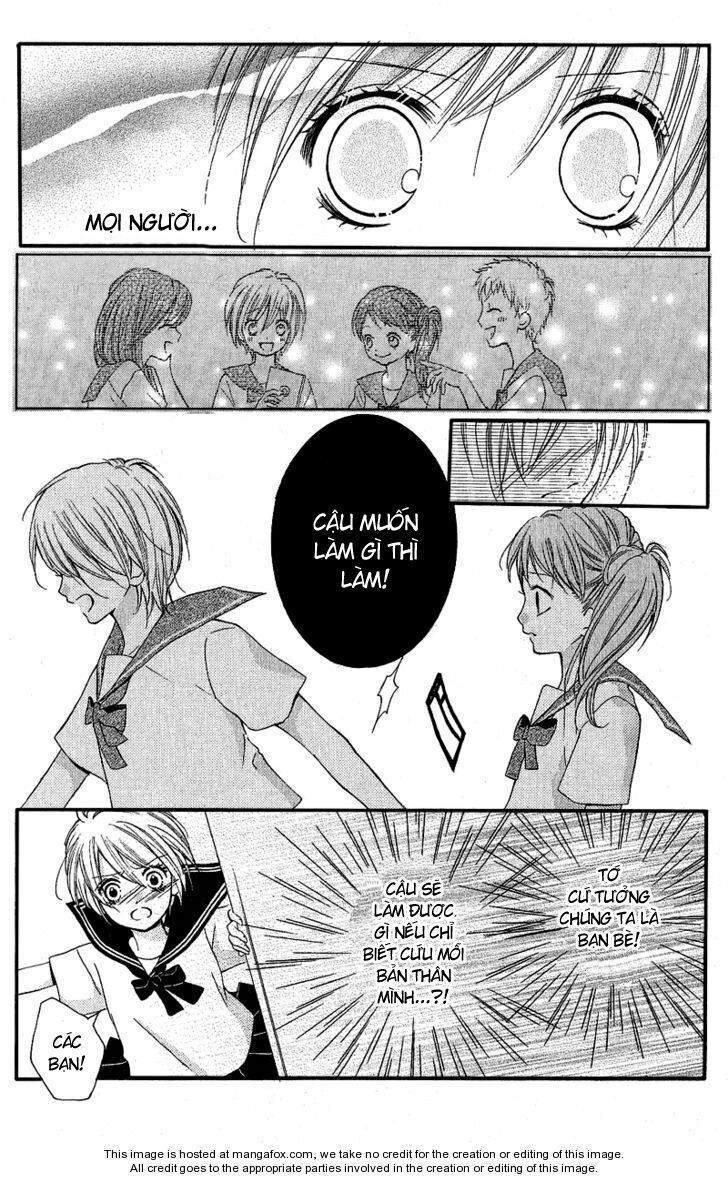 MỌI NGƯỜI...
CẬU MUỐN
LÀM GÌ THÌ
LÀM!
TỚ
CỨ TƯỞNG
CHÚNG TA LÀ
BẠN BÈ!
CẬU SẼ
LÀM ĐƯỢC
GÌ NẾU CHỈ
BIẾT CỨU MỖI
BẢN THÂN
MÌNH...?!
CÁC
BẠN!
This image is hosted at mangafox.com, we take no credit for the creation or editing of this image.
All credit goes to the appropriate parties involved in the creation or editing of this image.